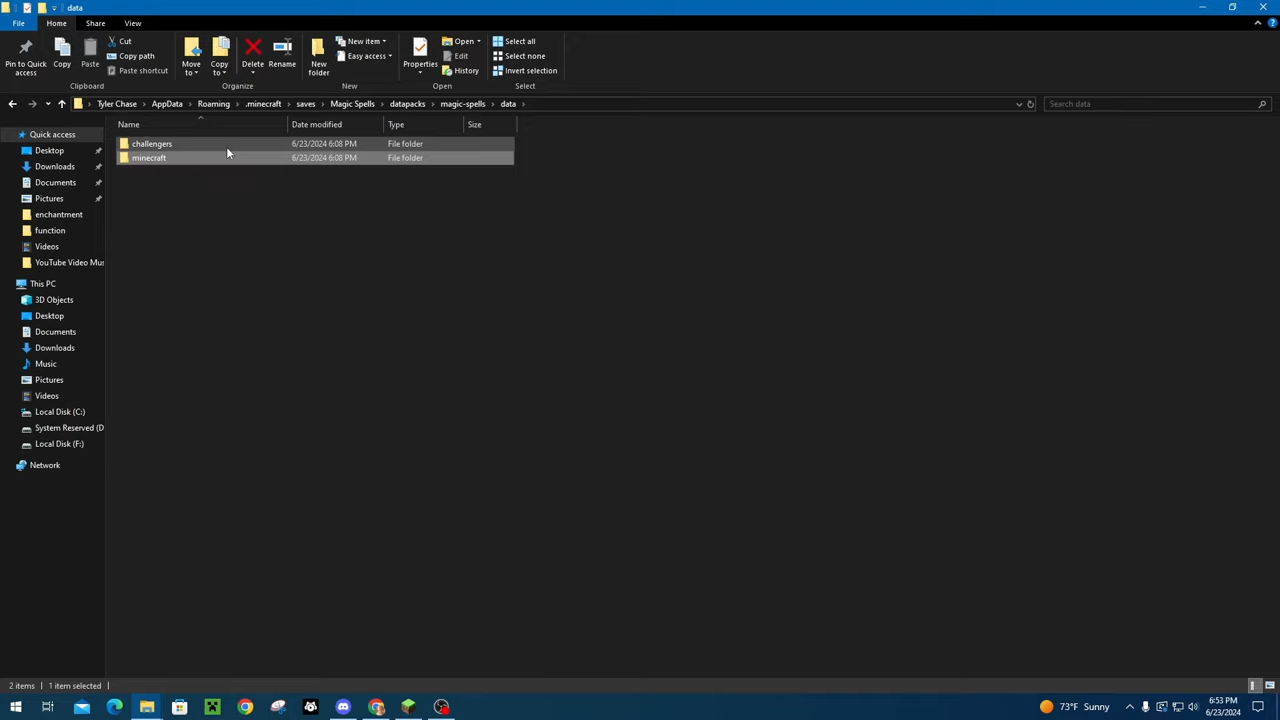 data
File Home Share View
Pin to Quick access
Copy
Paste
Cut
Copy path
Paste shortcut
Clipboard
Move to
Copy to
Delete
Rename
Organize
New folder
New item
Easy access
New
Properties
Open
Edit
History
Open
Select all
Select none
Invert selection
Select
Tyler Chase › AppData › Roaming › .minecraft › saves › Magic Spells › datapacks › magic-spells › data ›
Search data
Name Date modified Type Size
challengers 6/23/2024 6:08 PM File folder
minecraft 6/23/2024 6:08 PM File folder
Quick access
Desktop
Downloads
Documents
Pictures
enchantment
function
Videos
YouTube Video Mus
This PC
3D Objects
Desktop
Documents
Downloads
Music
Pictures
Videos
Local Disk (C:)
System Reserved (D
Local Disk (F:)
Network
2 items 1 item selected
73°F Sunny
6:53 PM
6/23/2024